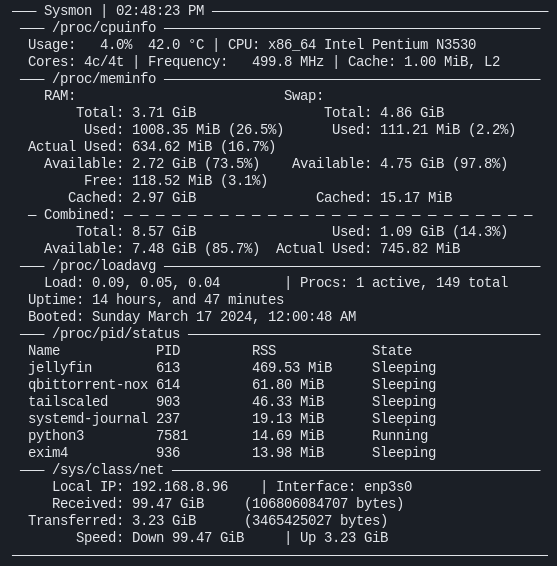 Sysmon | 02:48:23 PM
/proc/cpuinfo
Usage: 4.0% 42.0 °C | CPU: x86_64 Intel Pentium N3530
Cores: 4c/4t | Frequency: 499.8 MHz | Cache: 1.00 MiB, L2
/proc/meminfo
RAM: Swap:
Total: 3.71 GiB Total: 4.86 GiB
Used: 1008.35 MiB (26.5%) Used: 111.21 MiB (2.2%)
Actual Used: 634.62 MiB (16.7%)
Available: 2.72 GiB (73.5%) Available: 4.75 GiB (97.8%)
Free: 118.52 MiB (3.1%)
Cached: 2.97 GiB Cached: 15.17 MiB
Combined:
Total: 8.57 GiB Used: 1.09 GiB (14.3%)
Available: 7.48 GiB (85.7%) Actual Used: 745.82 MiB
/proc/loadavg
Load: 0.09, 0.05, 0.04 | Procs: 1 active, 149 total
Uptime: 14 hours, and 47 minutes
Booted: Sunday March 17 2024, 12:00:48 AM
/proc/pid/status
Name PID RSS State
jellyfin 613 469.53 MiB Sleeping
qbittorrent-nox 614 61.80 MiB Sleeping
tailscaled 903 46.33 MiB Sleeping
systemd-journal 237 19.13 MiB Sleeping
python3 7581 14.69 MiB Running
exim4 936 13.98 MiB Sleeping
/sys/class/net
Local IP: 192.168.8.96 | Interface: enp3s0
Received: 99.47 GiB (106806084707 bytes)
Transferred: 3.23 GiB (3465425027 bytes)
Speed: Down 99.47 GiB | Up 3.23 GiB